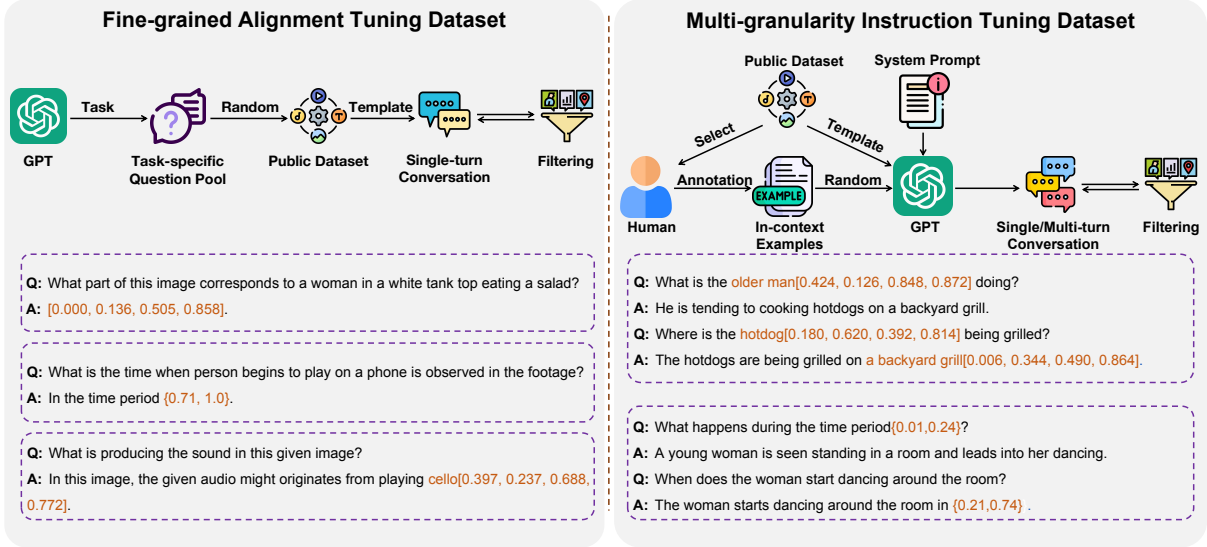 Fine-grained Alignment Tuning Dataset
Task
Random
Template
GPT
Task-specific
Question Pool
Public Dataset
Single-turn
Conversation
Filtering
Q: What part of this image corresponds to a woman in a white tank top eating a salad?
A: [0.000, 0.136, 0.505, 0.858].
Q: What is the time when person begins to play on a phone is observed in the footage?
A: In the time period {0.71, 1.0}.
Q: What is producing the sound in this given image?
A: In this image, the given audio might originates from playing cello[0.397, 0.237, 0.688,
0.772].
Multi-granularity Instruction Tuning Dataset
Public Dataset
System Prompt
Select
Template
Annotation
EXAMPLE
Random
Human
In-context
Examples
GPT
Single/Multi-turn
Conversation
Filtering
Q: What is the older man[0.424, 0.126, 0.848, 0.872] doing?
A: He is tending to cooking hotdogs on a backyard grill.
Q: Where is the hotdog[0.180, 0.620, 0.392, 0.814] being grilled?
A: The hotdogs are being grilled on a backyard grill[0.006, 0.344, 0.490, 0.864].
Q: What happens during the time period{0.01,0.24}?
A: A young woman is seen standing in a room and leads into her dancing.
Q: When does the woman start dancing around the room?
A: The woman starts dancing around the room in {0.21,0.74} .